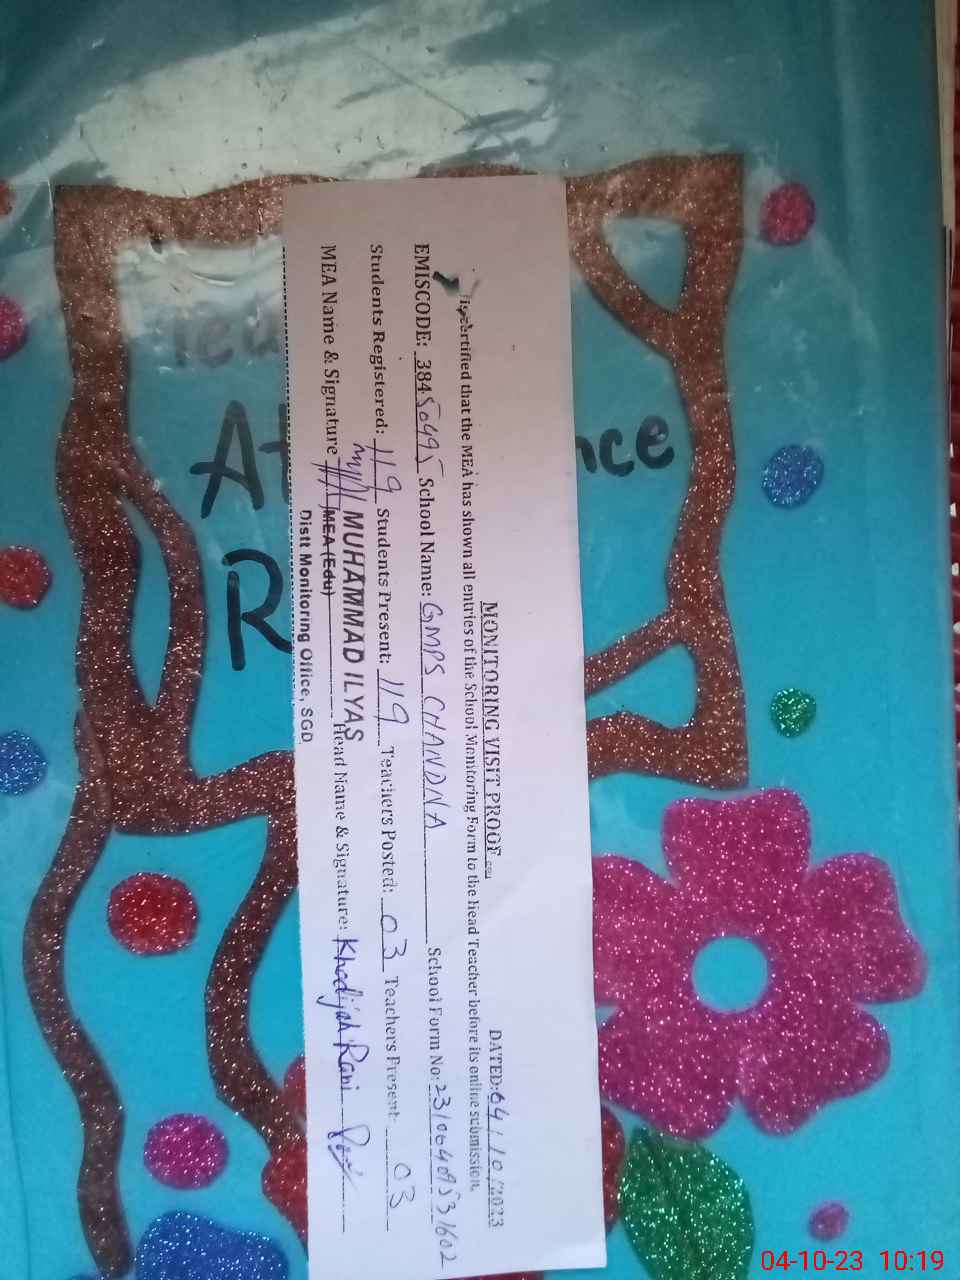 MONITORING VISIT PROOF
DATED: 04/10/2023
is certified that the MEA has shown all entries of the School Monitoring Form to the Head Teacher before its online submission.
EMISCODE: 38450495 School Name: GMPS CHANDNA School Form No:
Students Registered: 119 Students Present: 119 Teachers Posted: 03 Teachers Present: 03
MEA Name & Signature MUHAMMAD ILYAS Head Name & Signature: Khadijah Rani
MEA (Edu)
Distt Monitoring Office, SGD
At nce
R
04-10-23 10:19